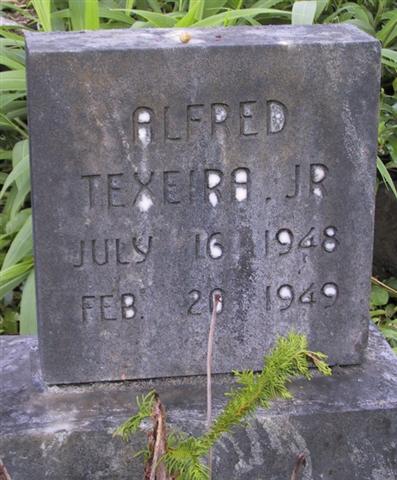 ALFRED
TEXEIRA, JR
JULY 16 1948
FEB. 20 1949